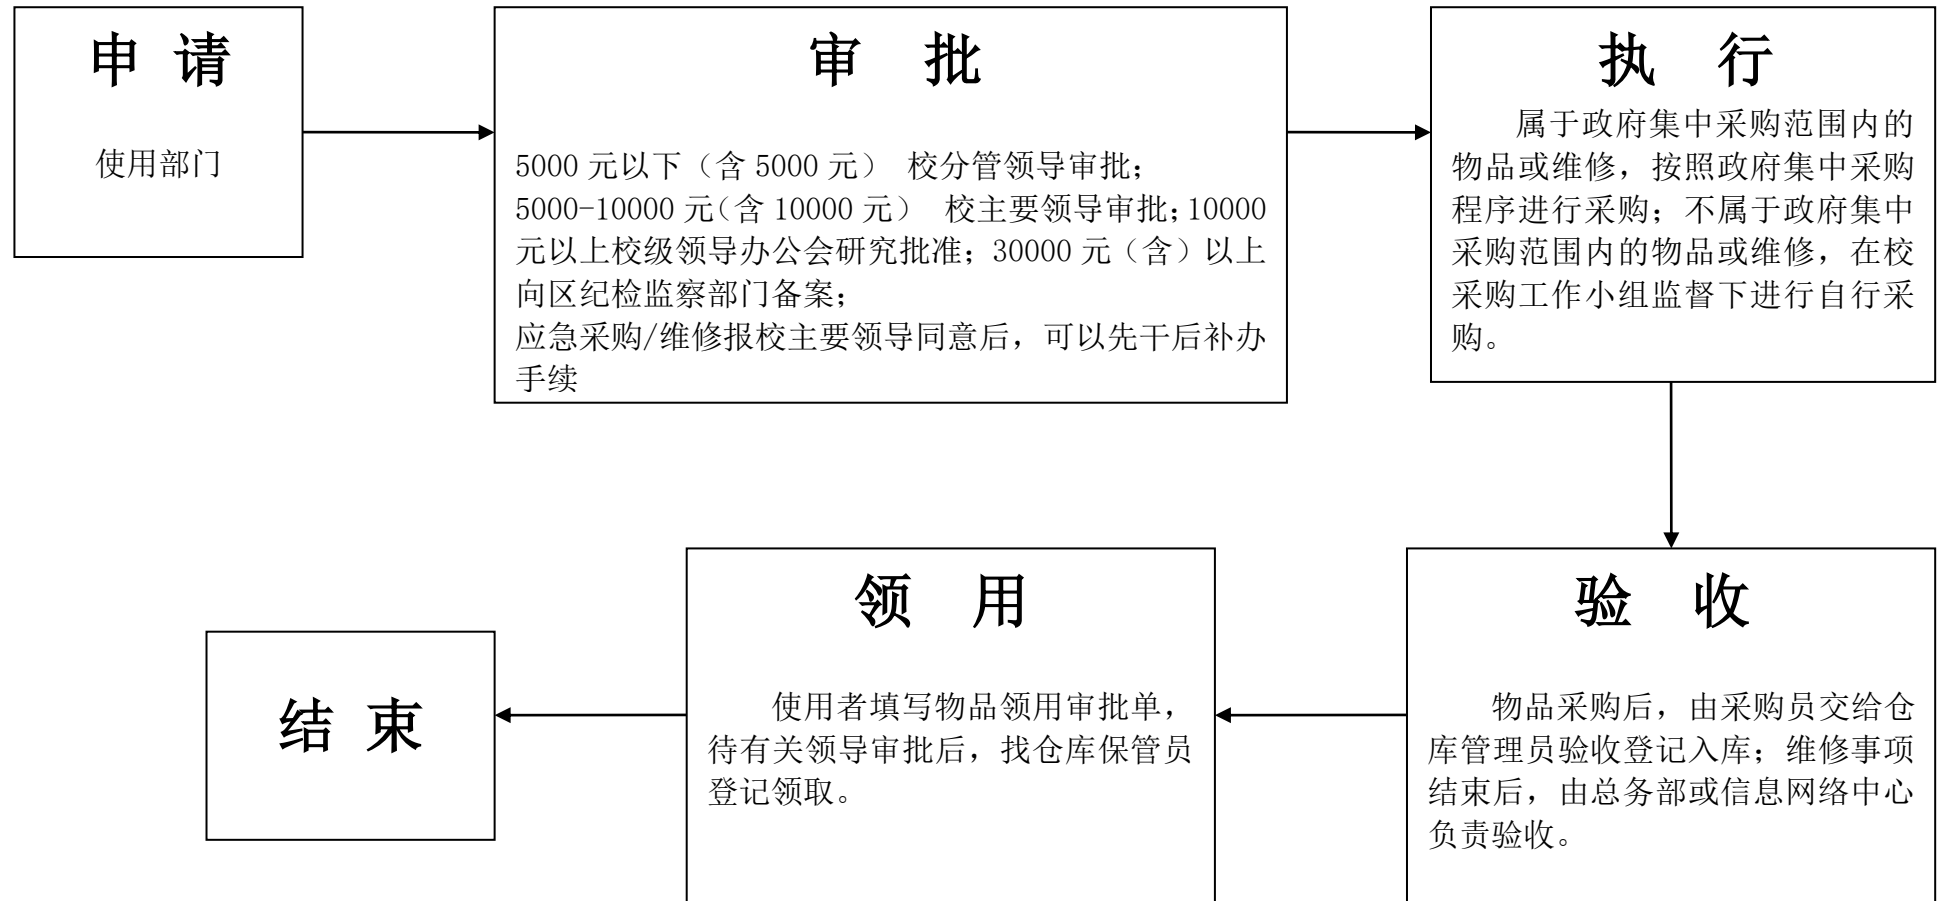 申 请
使用部门
审 批
5000 元以下（含 5000 元） 校分管领导审批；
5000-10000 元（含 10000 元） 校主要领导审批；10000
元以上校级领导办公会研究批准；30000 元（含）以上
向区纪检监察部门备案；
应急采购/维修报校主要领导同意后，可以先干后补办
手续
执 行
属于政府集中采购范围内的
物品或维修，按照政府集中采购
程序进行采购；不属于政府集中
采购范围内的物品或维修，在校
采购工作小组监督下进行自行采
购。
验 收
物品采购后，由采购员交给仓
库管理员验收登记入库；维修事项
结束后，由总务部或信息网络中心
负责验收。
领 用
使用者填写物品领用审批单，
待有关领导审批后，找仓库保管员
登记领取。
结 束